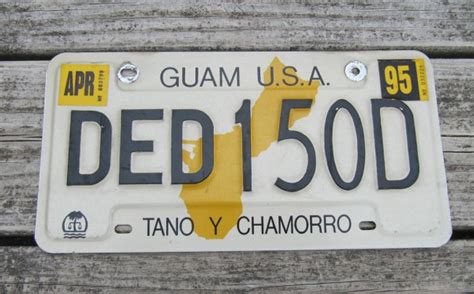 APR GUAM U.S.A. 95
DED150D
TANO Y CHAMORRO